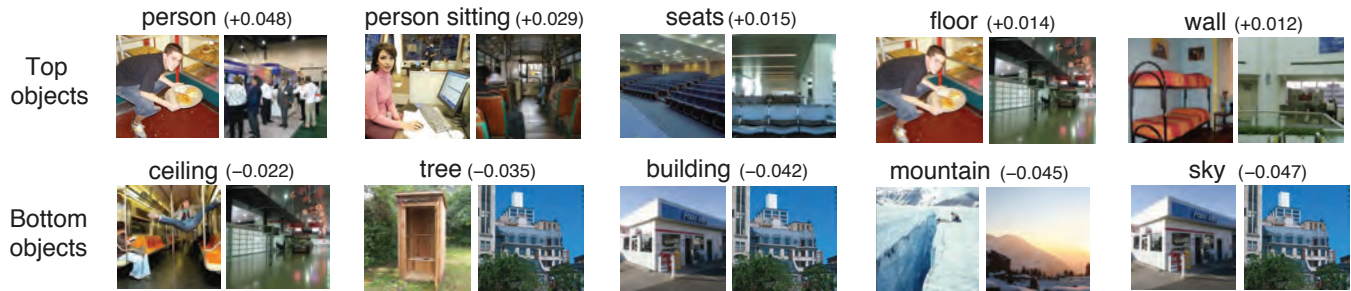 person (+0.048) person sitting (+0.029) seats (+0.015) floor (+0.014) wall (+0.012)
Top
objects
ceiling (−0.022) tree (−0.035) building (−0.042) mountain (−0.045) sky (−0.047)
Bottom
objects